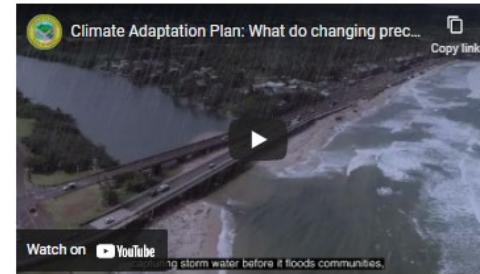 Climate Adaptation Plan: What do changing prec...
Copy link
Watch on YouTube
storm water before it floods communities,